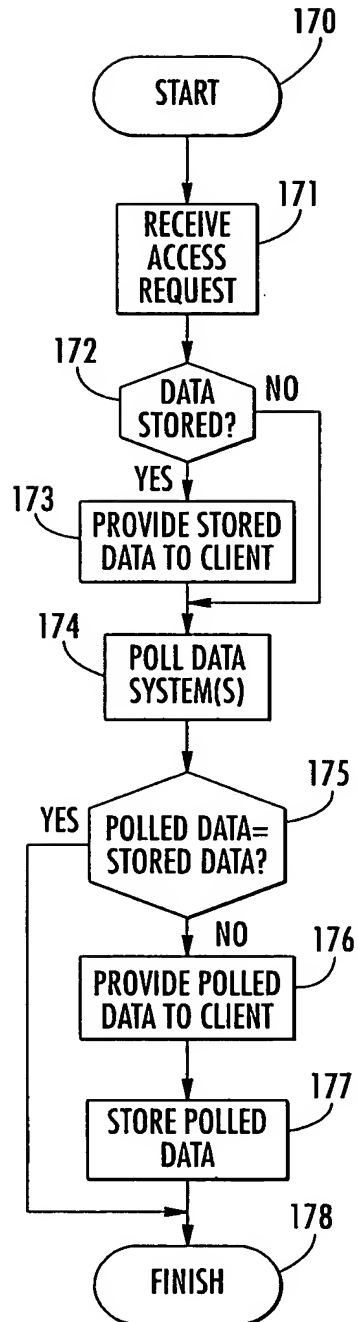 170
START
171
RECEIVE
ACCESS
REQUEST
172
DATA
STORED?
NO
YES
173
PROVIDE STORED
DATA TO CLIENT
174
POLL DATA
SYSTEM(S)
175
YES
POLLED DATA=
STORED DATA?
NO
176
PROVIDE POLLED
DATA TO CLIENT
177
STORE POLLED
DATA
178
FINISH